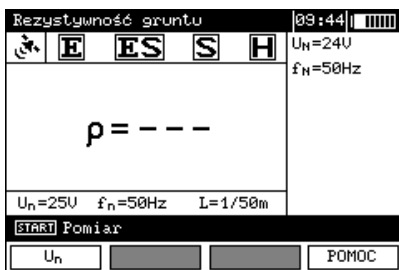 Rezystywność gruntu 09:44
E ES S H
UN=24V
fN=50Hz
ρ=---
Un=25V fn=50Hz L=1/50m
START Pomiar
Un POMOC